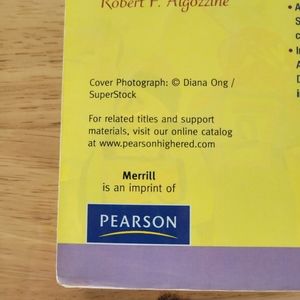 Robert F. Algozzine
Cover Photograph: © Diana Ong /
SuperStock
For related titles and support
materials, visit our online catalog
at www.pearsonhighered.com
Merrill
is an imprint of
PEARSON